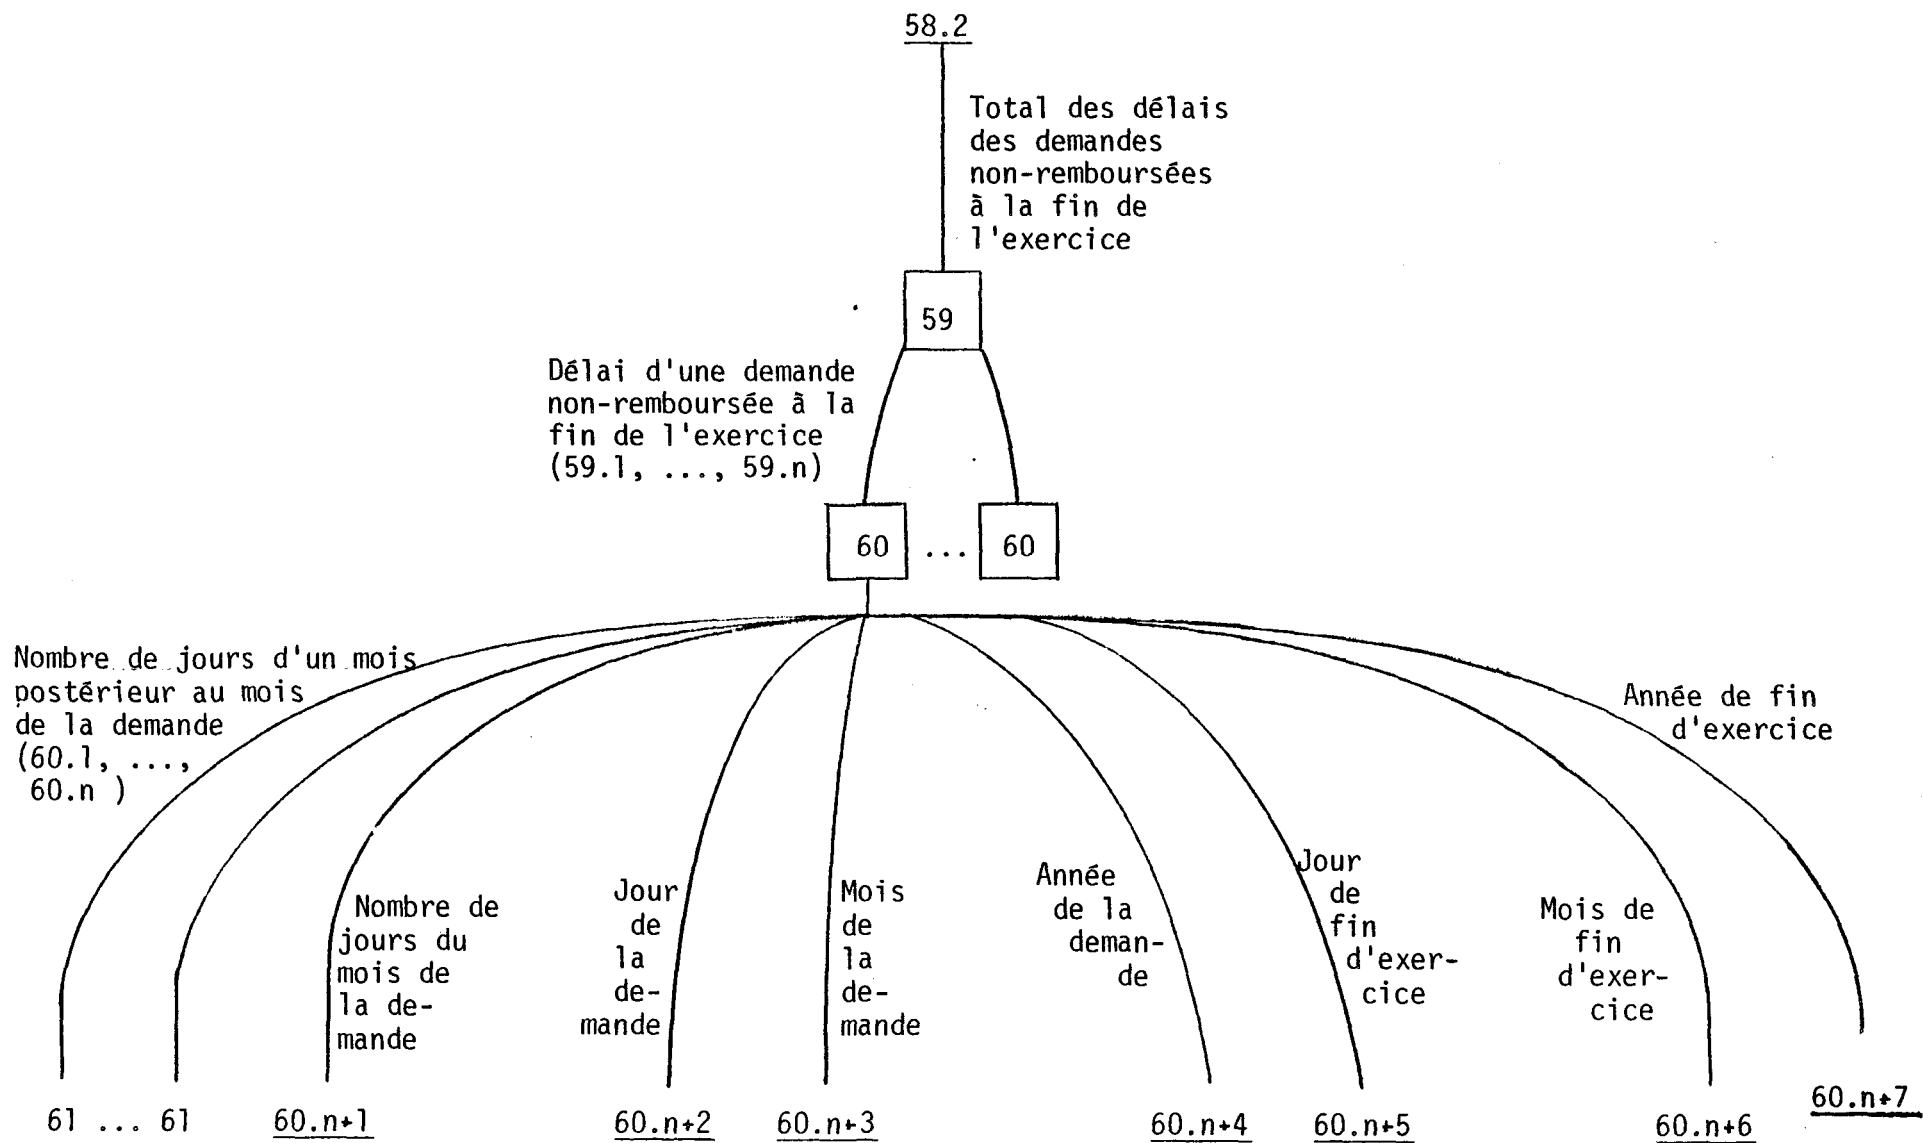 58.2
Total des délais
des demandes
non-remboursées
à la fin de
l'exercice
59
Délai d'une demande
non-remboursée à la
fin de l'exercice
(59.1, ..., 59.n)
60 ... 60
Nombre de jours d'un mois
postérieur au mois
de la demande
(60.1, ...,
60.n )
Nombre de
jours du
mois de
la de-
mande
Jour
de
la
de-
mande
Mois
de
la
de-
mande
Année
de la
deman-
de
Jour
de
fin
d'exer-
cice
Mois de
fin
d'exer-
cice
Année de fin
d'exercice
61 ... 61 60.n+1 60.n+2 60.n+3 60.n+4 60.n+5 60.n+6 60.n+7